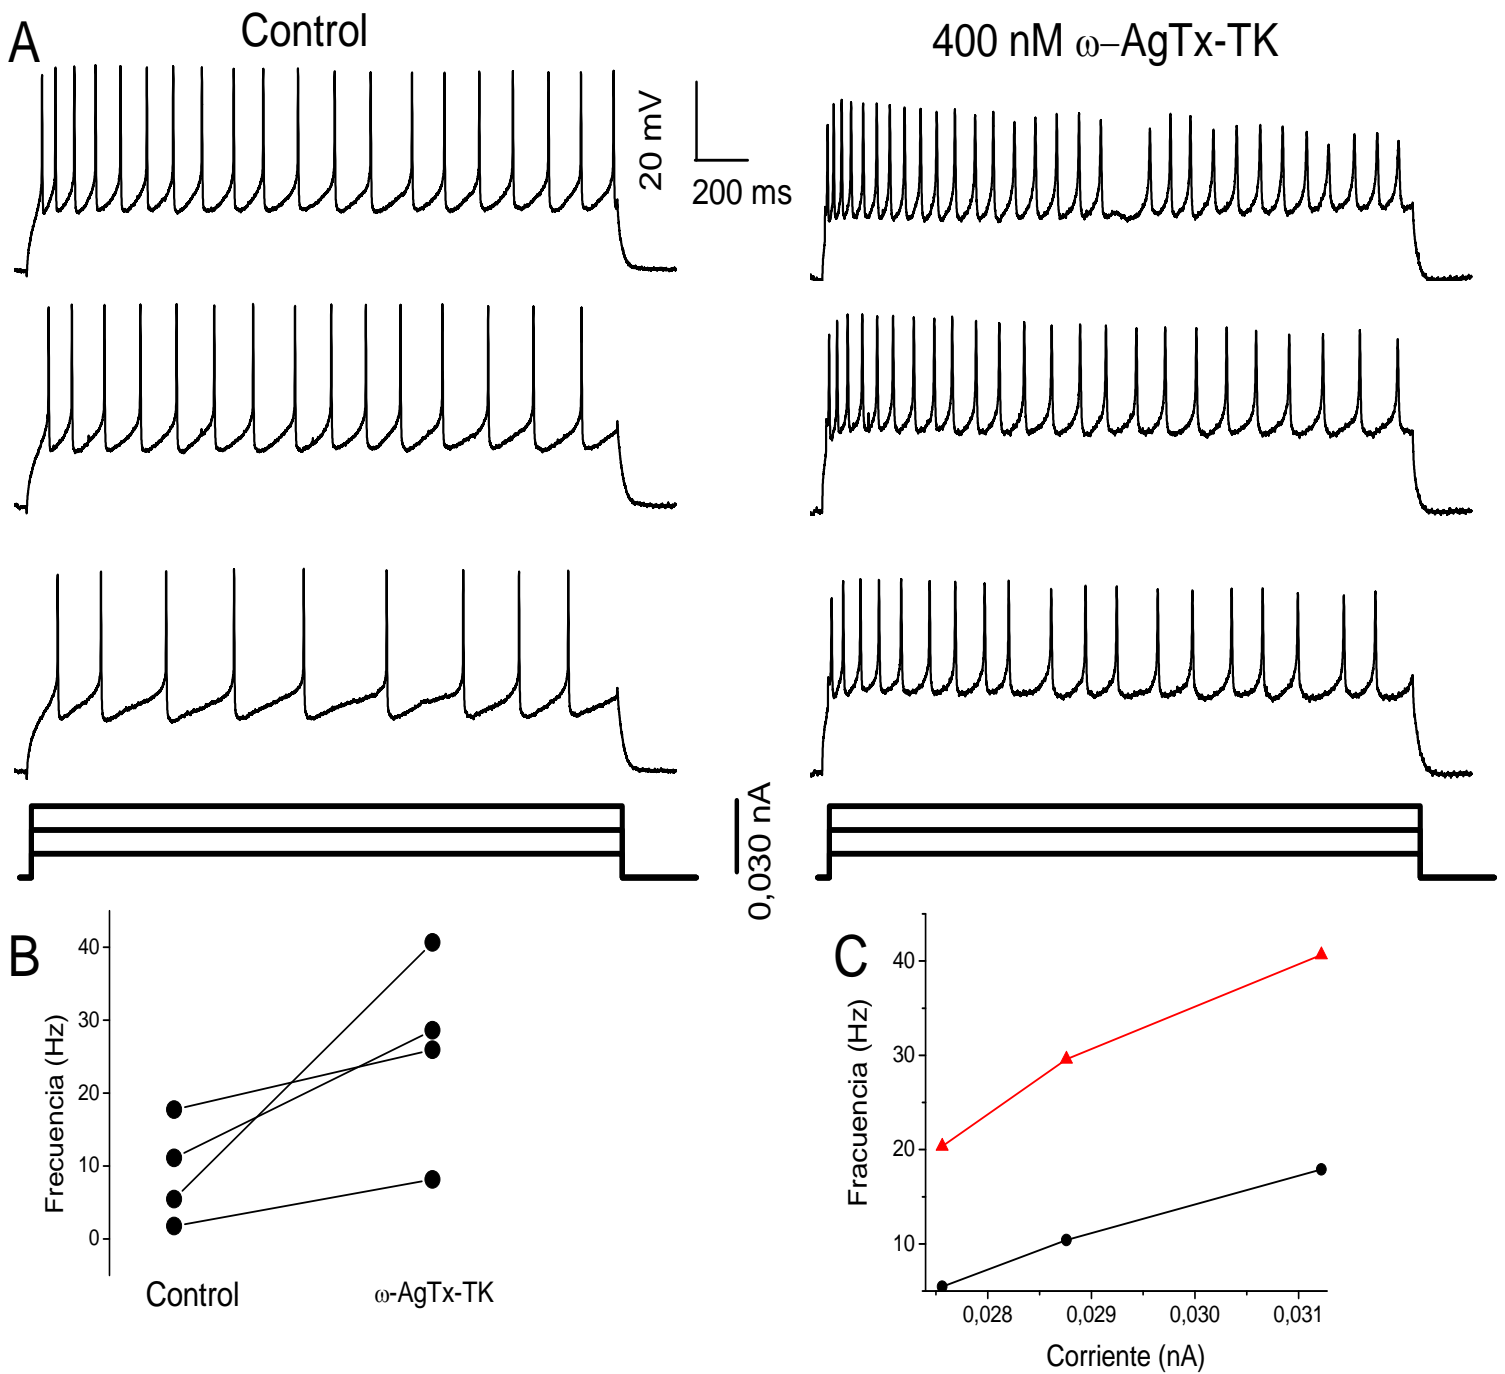 A
Control
400 nM ω–AgTx-TK
20 mV
200 ms
0,030 nA
B
Frecuencia (Hz)
40
30
20
10
0
Control
ω-AgTx-TK
C
Fracuencia (Hz)
40
30
20
10
0,028
0,029
0,030
0,031
Corriente (nA)